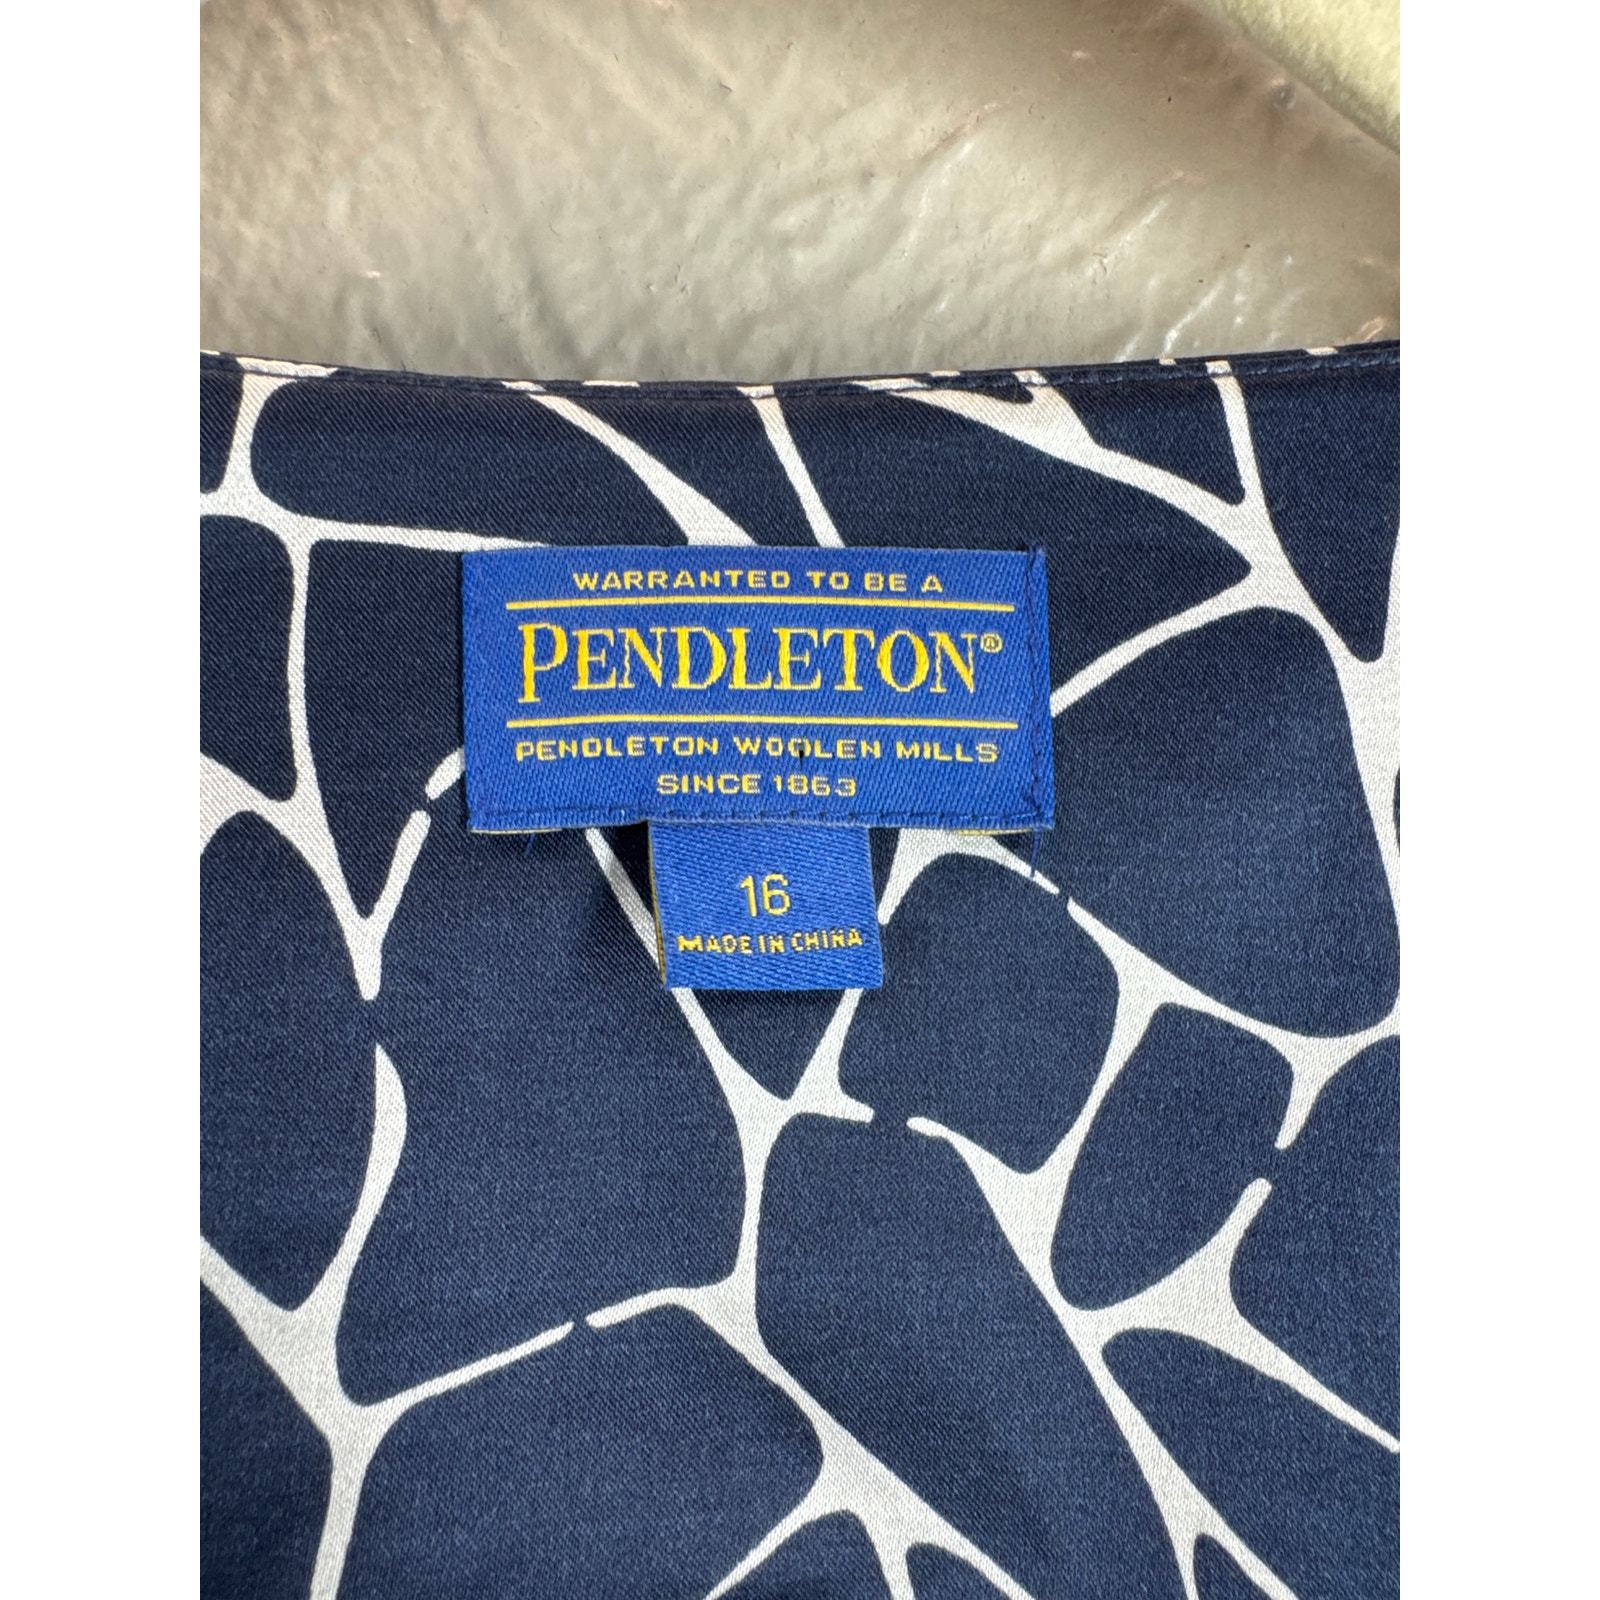 WARRANTED TO BE A
PENDLETON®
PENDLETON WOOLEN MILLS
SINCE 1863
16
MADE IN CHINA